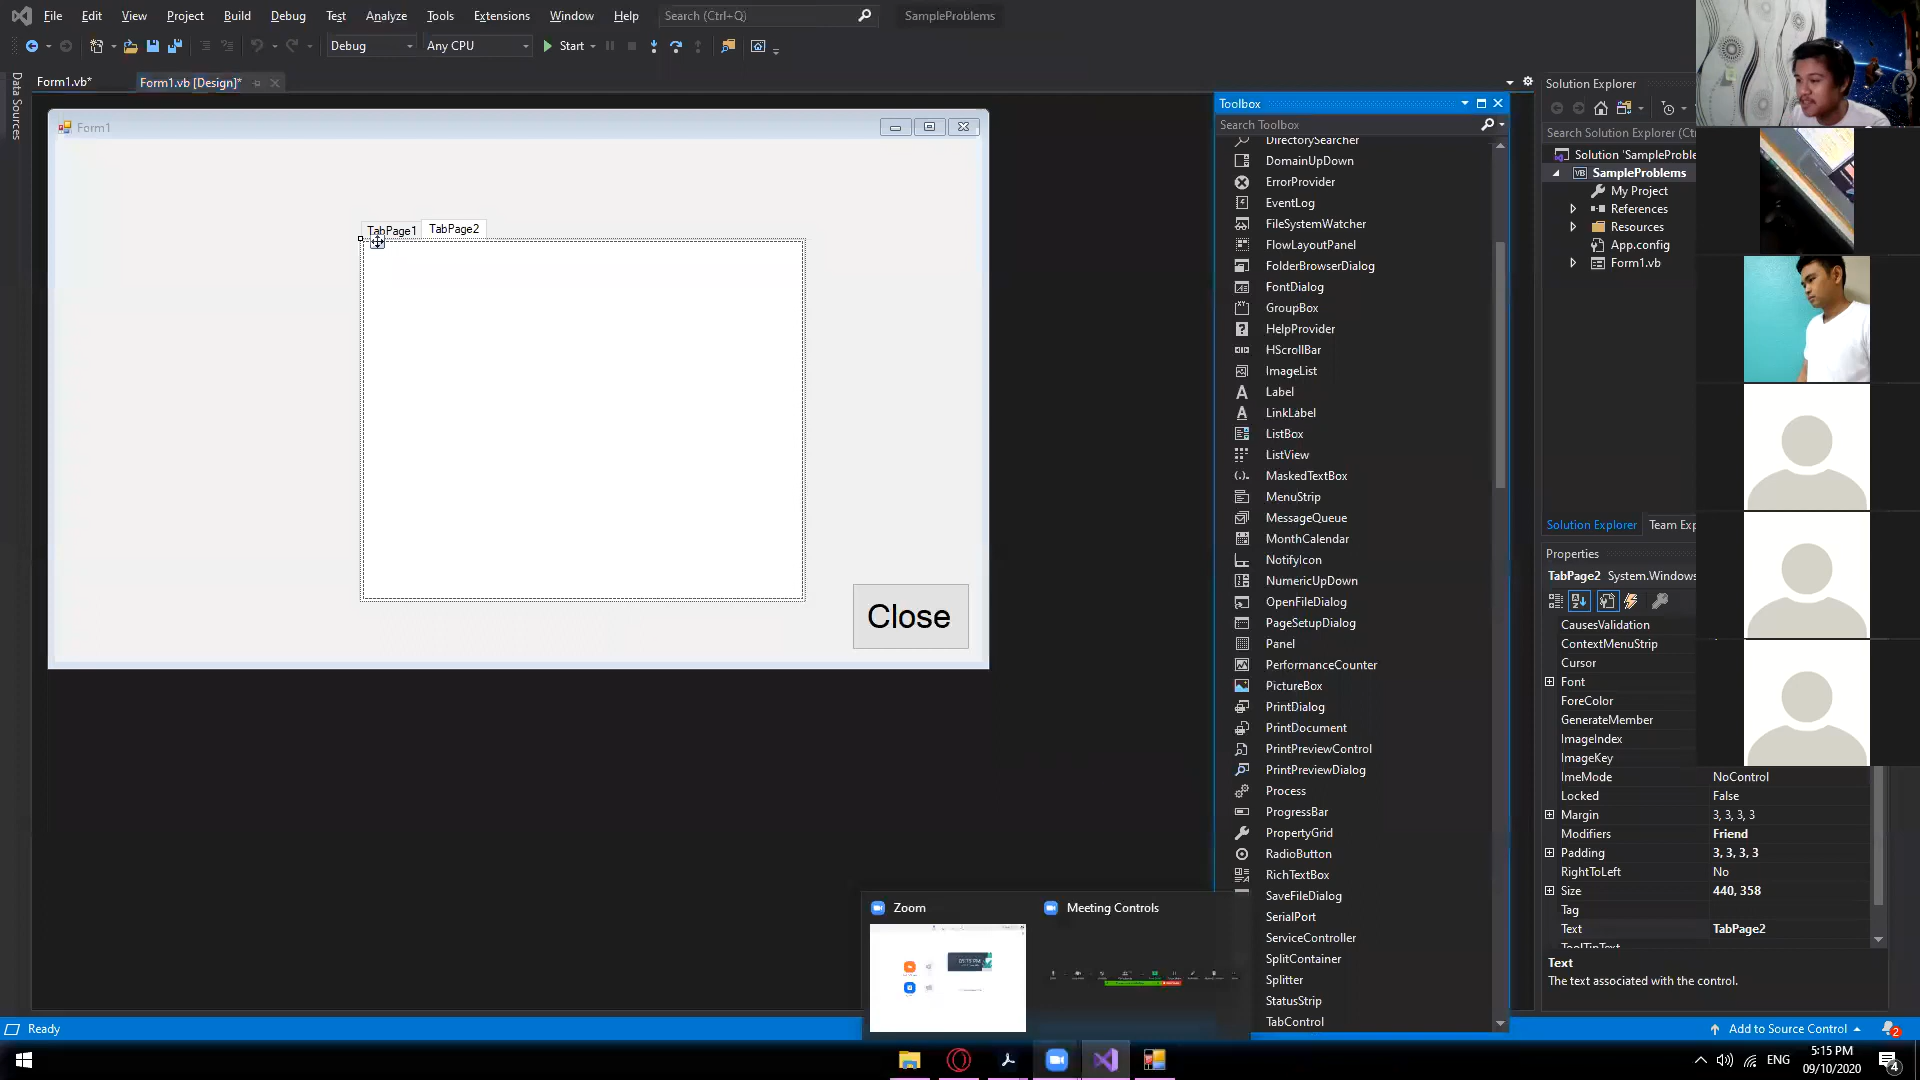 File Edit View Project Build Debug Test Analyze Tools Extensions Window Help Search (Ctrl+Q) SampleProblems
Debug Any CPU Start
Form1.vb* Form1.vb [Design]*
Data Sources
Form1
TabPage1 TabPage2
Close
Toolbox
Search Toolbox
DirectorySearcher
DomainUpDown
ErrorProvider
EventLog
FileSystemWatcher
FlowLayoutPanel
FolderBrowserDialog
FontDialog
GroupBox
HelpProvider
HScrollBar
ImageList
Label
LinkLabel
ListBox
ListView
MaskedTextBox
MenuStrip
MessageQueue
MonthCalendar
NotifyIcon
NumericUpDown
OpenFileDialog
PageSetupDialog
Panel
PerformanceCounter
PictureBox
PrintDialog
PrintDocument
PrintPreviewControl
PrintPreviewDialog
Process
ProgressBar
PropertyGrid
RadioButton
RichTextBox
SaveFileDialog
SerialPort
ServiceController
SplitContainer
Splitter
StatusStrip
TabControl
Solution Explorer
Search Solution Explorer (Ct
Solution 'SampleProble
VB SampleProblems
My Project
References
Resources
App.config
Form1.vb
Solution Explorer Team Exp
Properties
TabPage2 System.Windows
CausesValidation
ContextMenuStrip
Cursor
Font
ForeColor
GenerateMember
ImageIndex
ImageKey
ImeMode NoControl
Locked False
Margin 3, 3, 3, 3
Modifiers Friend
Padding 3, 3, 3, 3
RightToLeft No
Size 440, 358
Tag
Text TabPage2
ToolTipText
Text
The text associated with the control.
Zoom Meeting Controls
Ready
Add to Source Control 2
ENG
5:15 PM
09/10/2020
4